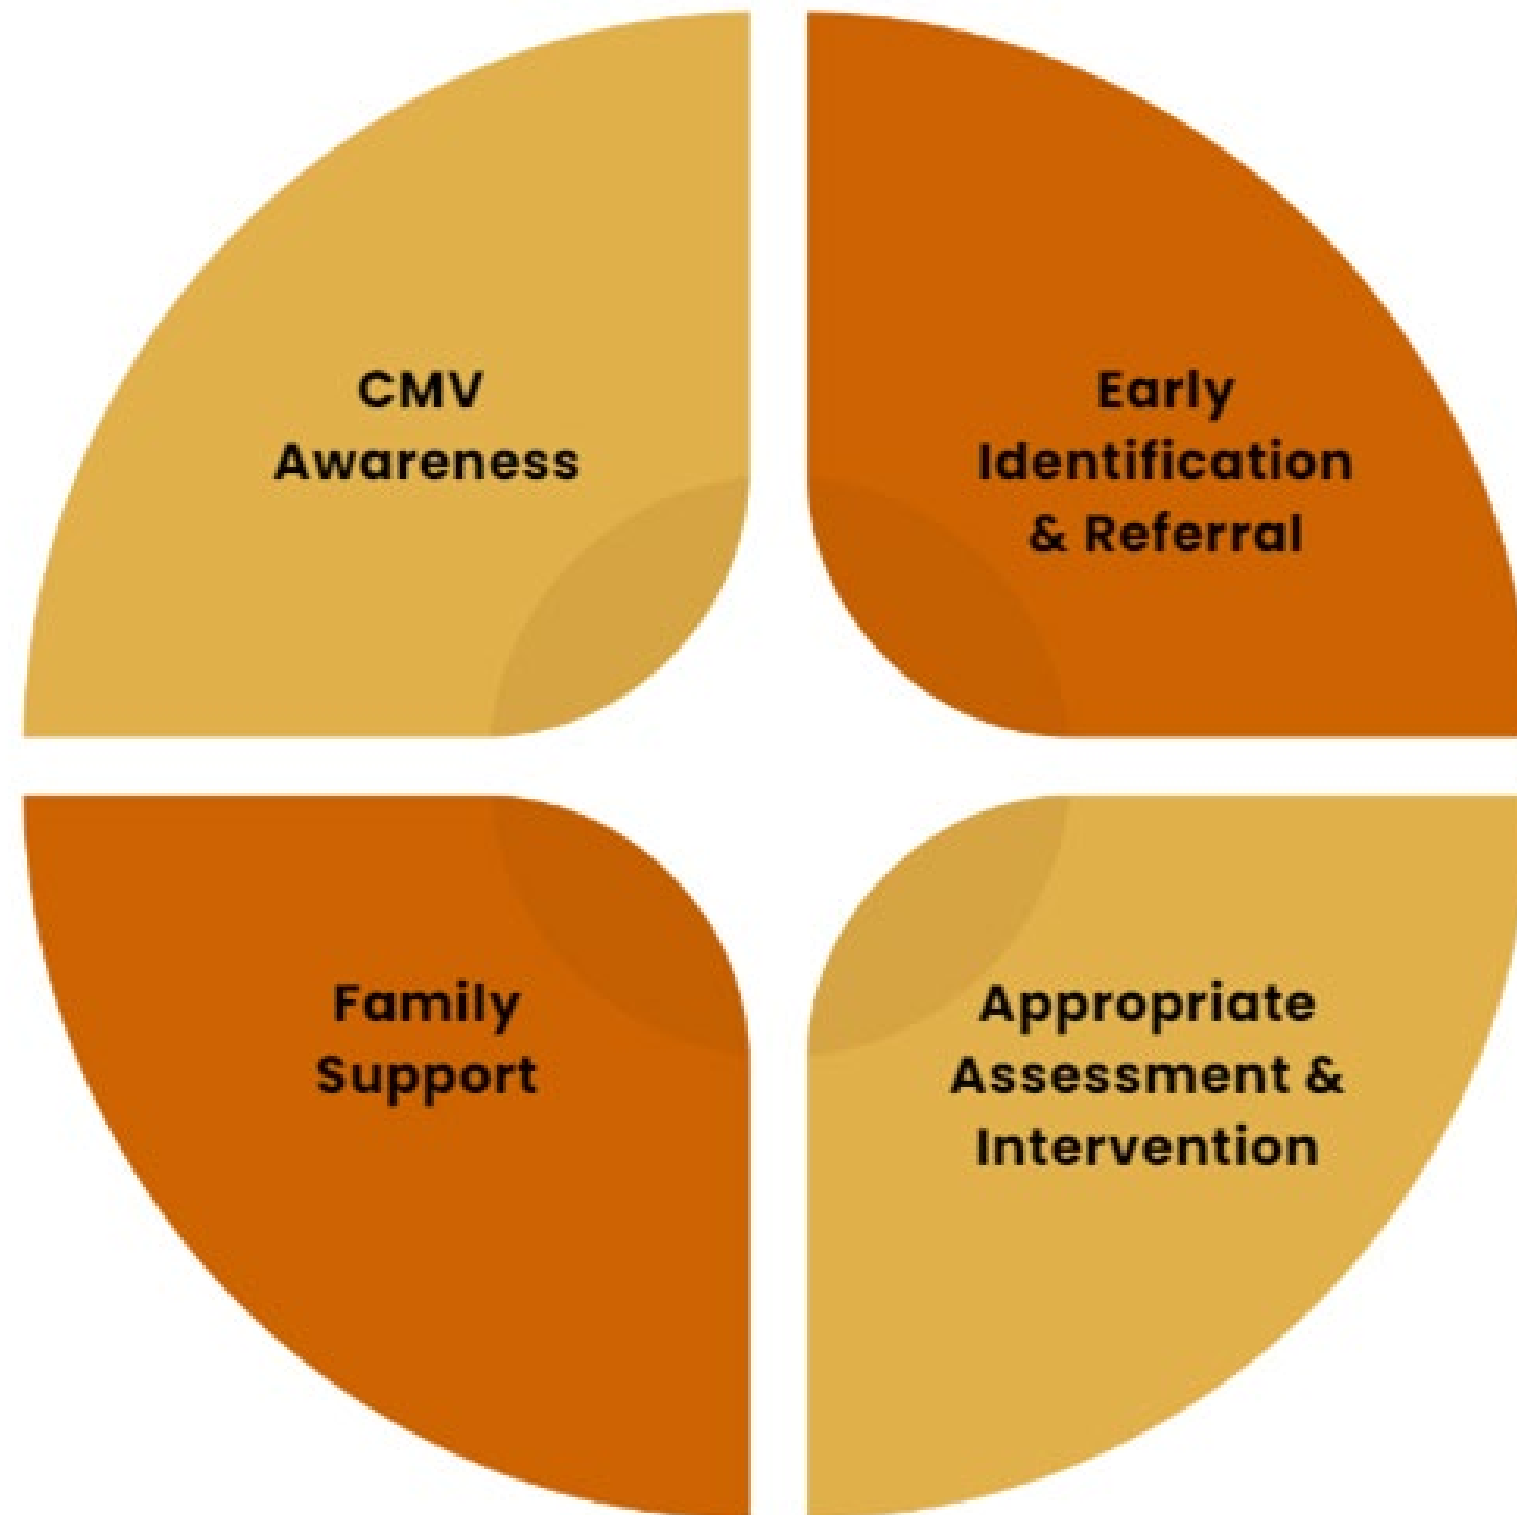 CMV
Awareness
Early
Identification
& Referral
Family
Support
Appropriate
Assessment &
Intervention